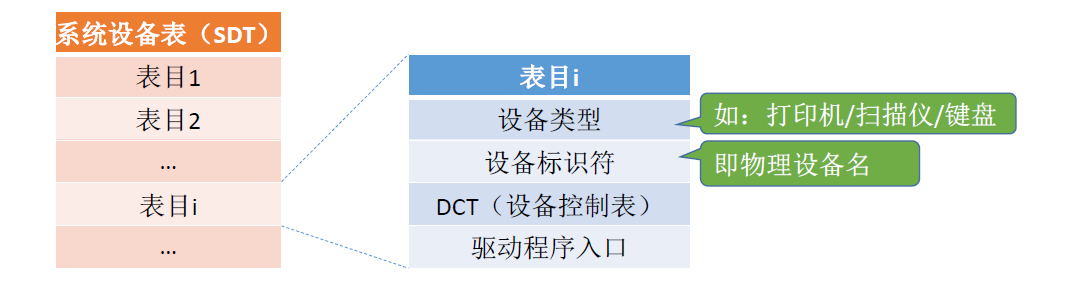 系统设备表（SDT）
表目1
表目2
...
表目i
...
表目i
设备类型
设备标识符
DCT（设备控制表）
驱动程序入口
如：打印机/扫描仪/键盘
即物理设备名